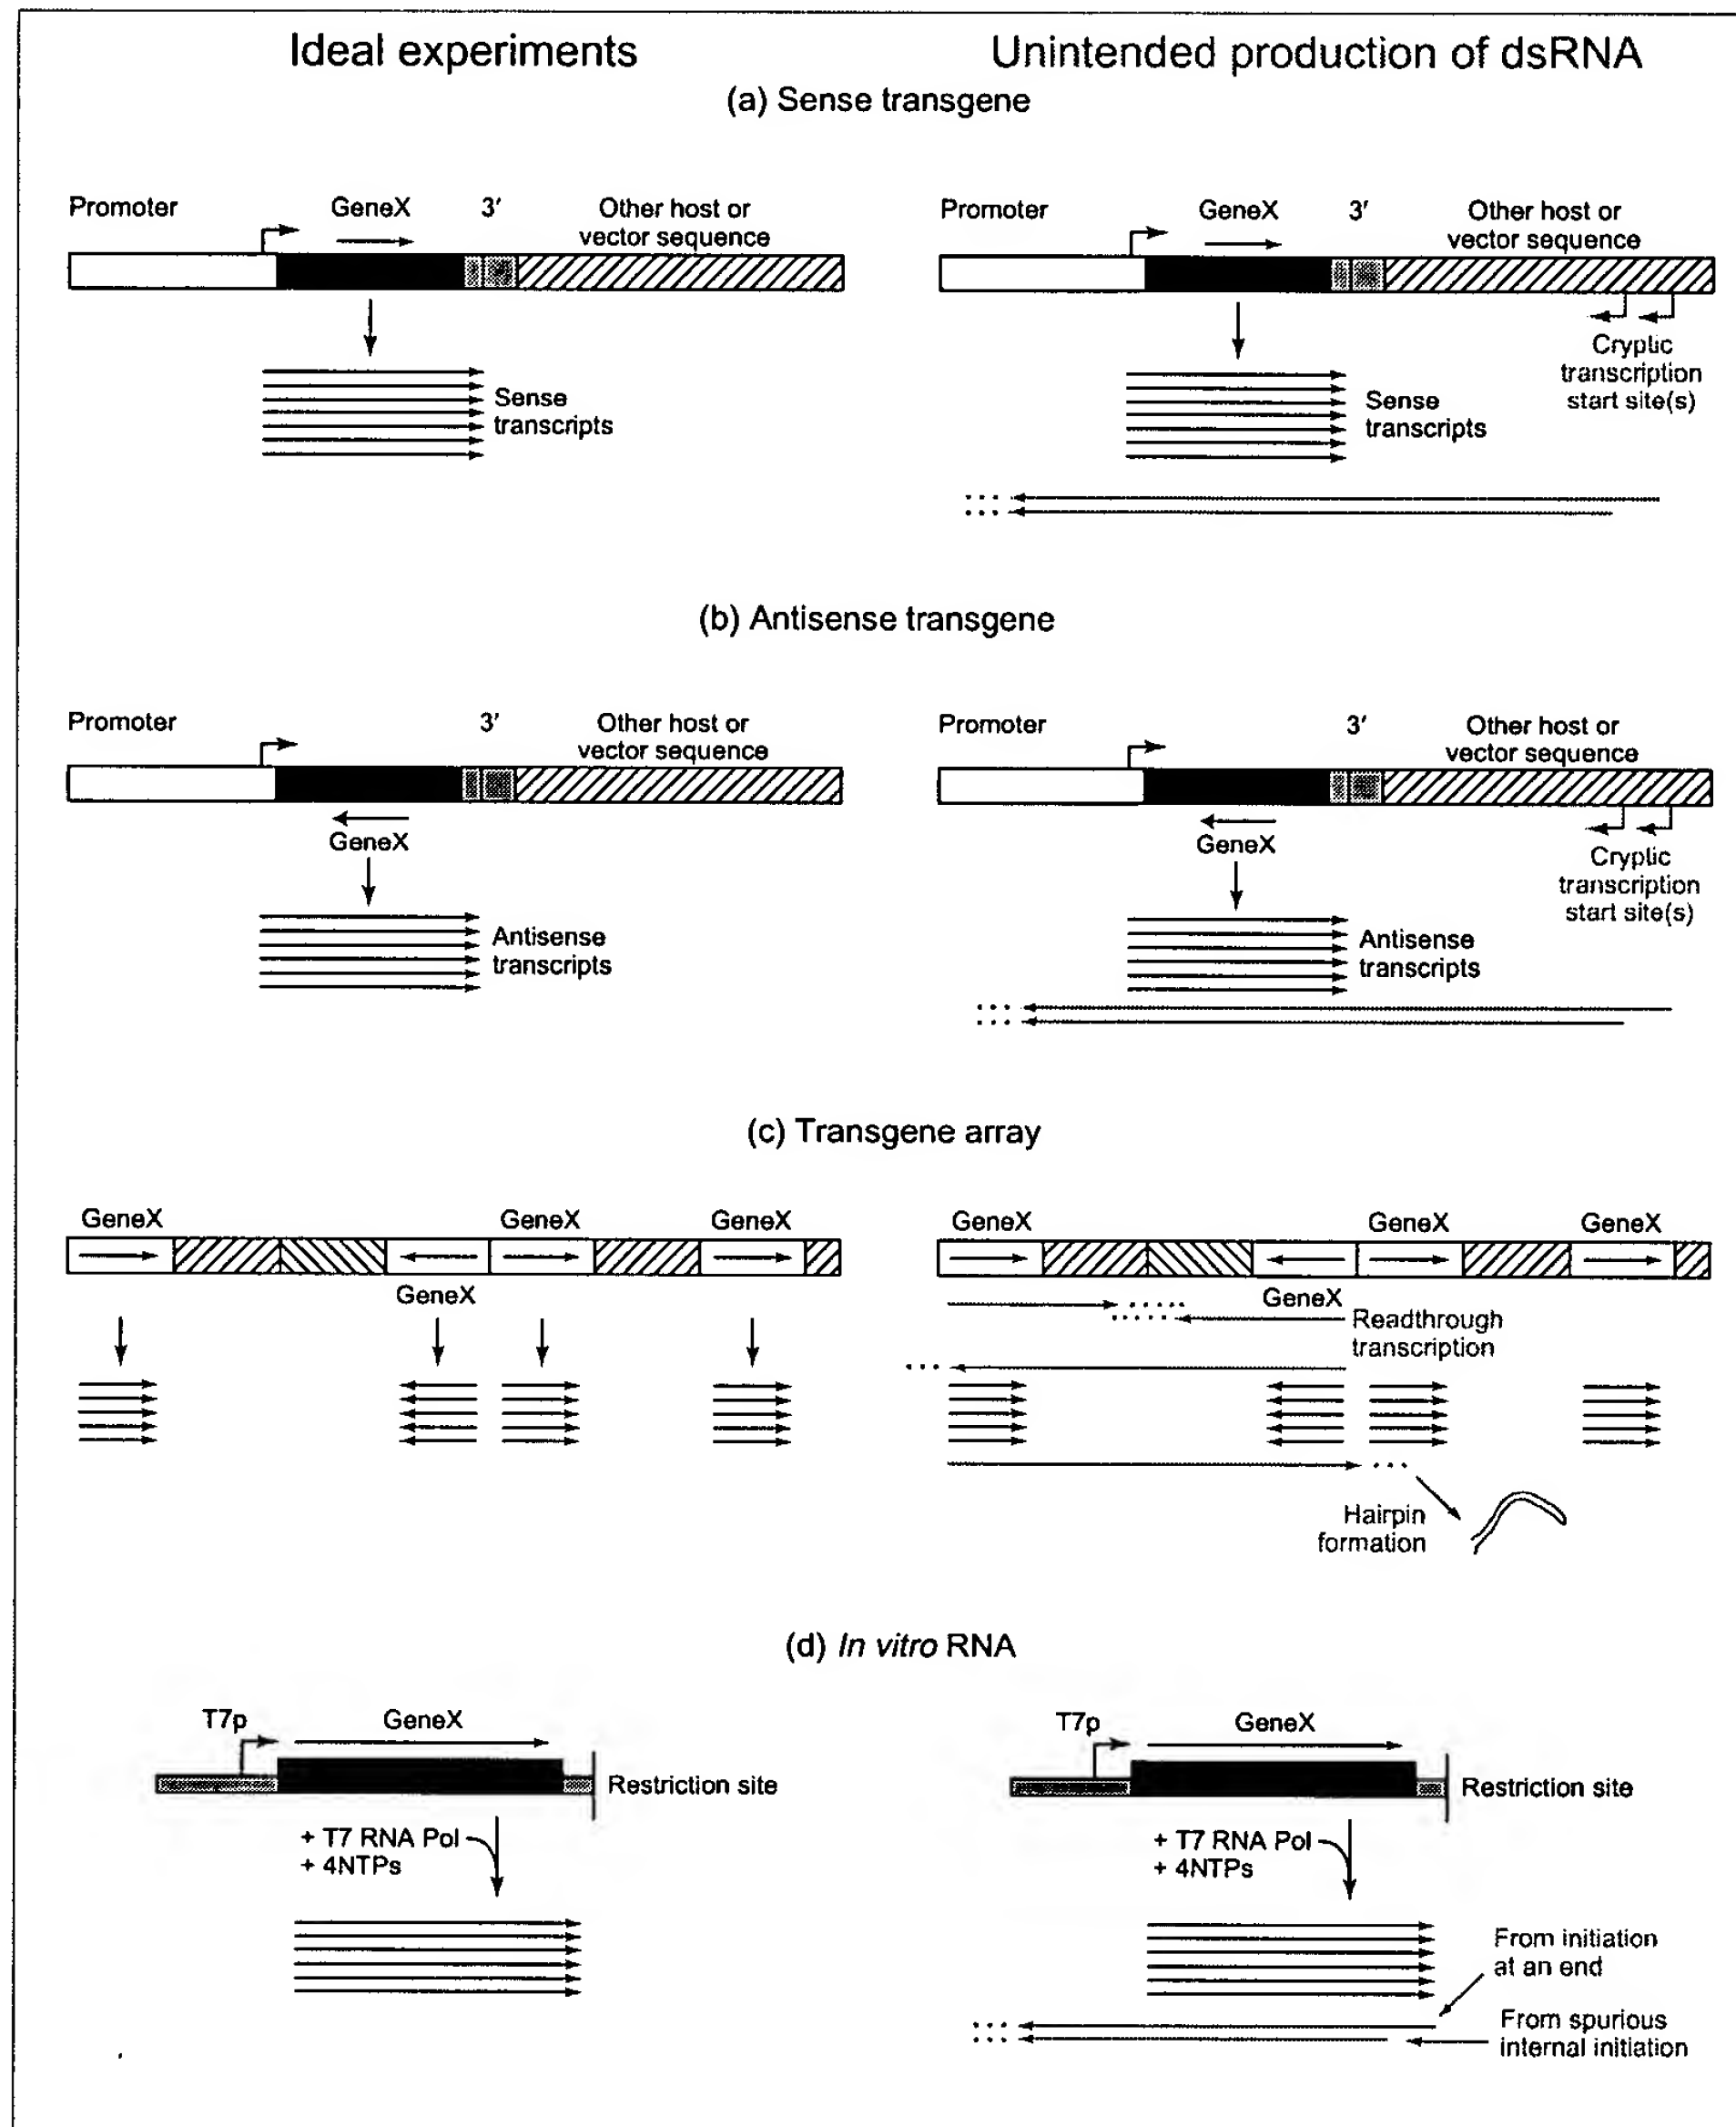 Ideal experiments
Unintended production of dsRNA
(a) Sense transgene
Promoter
GeneX
3′
Other host or
vector sequence
Sense
transcripts
Promoter
GeneX
3′
Other host or
vector sequence
Cryptic
transcription
start site(s)
Sense
transcripts
(b) Antisense transgene
Promoter
3′
Other host or
vector sequence
GeneX
Antisense
transcripts
Promoter
3′
Other host or
vector sequence
GeneX
Cryptic
transcription
start site(s)
Antisense
transcripts
(c) Transgene array
GeneX
GeneX
GeneX
GeneX
GeneX
GeneX
GeneX
GeneX
Readthrough
transcription
Hairpin
formation
(d) In vitro RNA
T7p
GeneX
Restriction site
+ T7 RNA Pol
+ 4NTPs
T7p
GeneX
Restriction site
+ T7 RNA Pol
+ 4NTPs
From initiation
at an end
From spurious
internal initiation